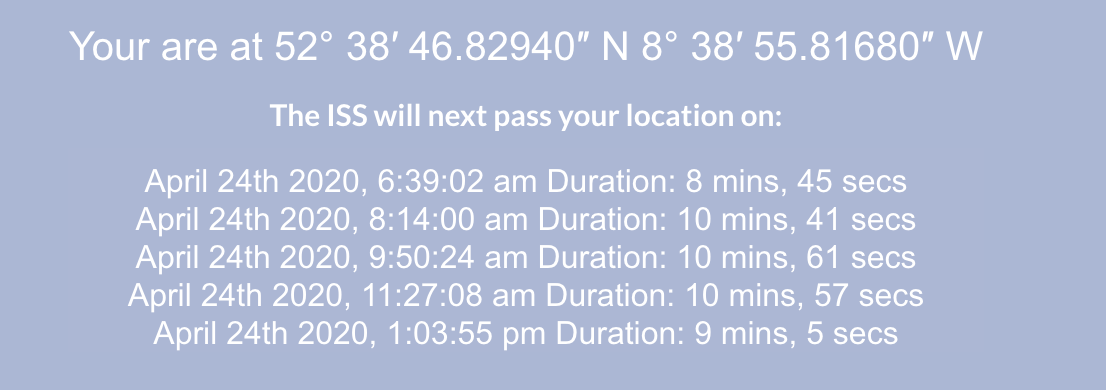 Your are at 52° 38′ 46.82940″ N 8° 38′ 55.81680″ W
The ISS will next pass your location on:
April 24th 2020, 6:39:02 am Duration: 8 mins, 45 secs
April 24th 2020, 8:14:00 am Duration: 10 mins, 41 secs
April 24th 2020, 9:50:24 am Duration: 10 mins, 61 secs
April 24th 2020, 11:27:08 am Duration: 10 mins, 57 secs
April 24th 2020, 1:03:55 pm Duration: 9 mins, 5 secs